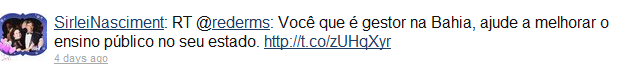 SirleiNasciment: RT @rederms: Você que é gestor na Bahia, ajude a melhorar o
ensino público no seu estado. http://t.co/zUHqXyr
4 days ago